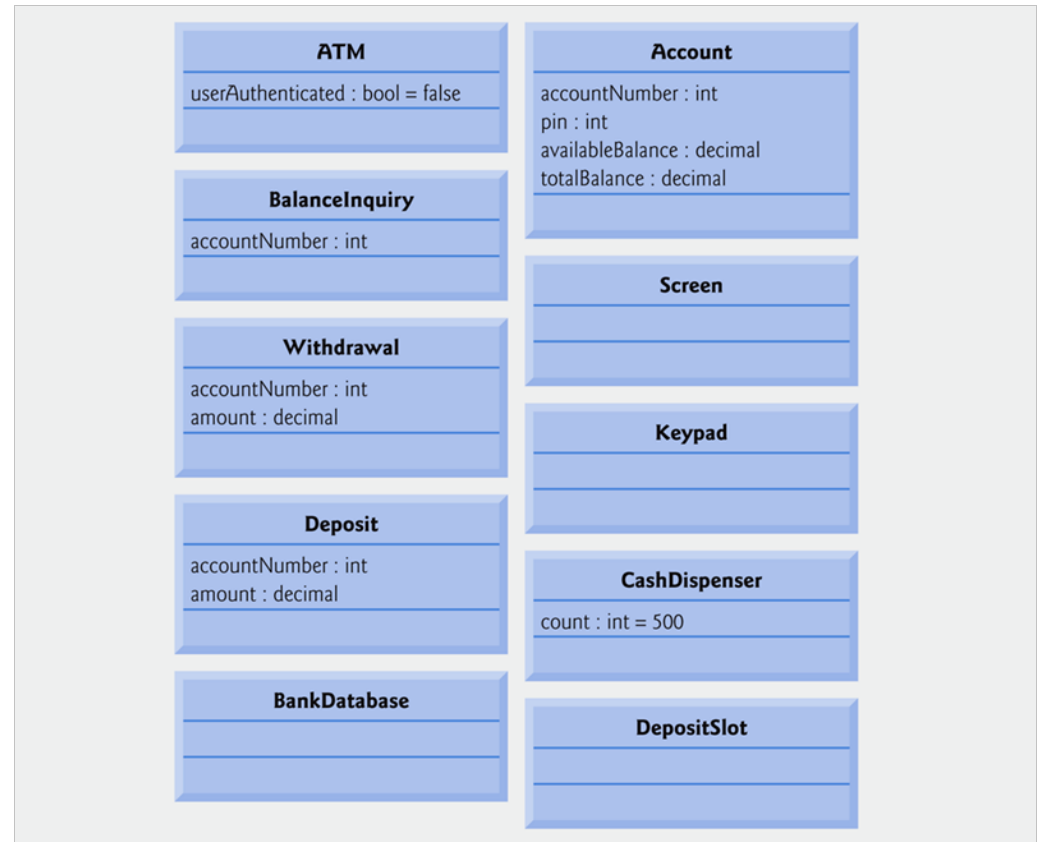 ATM
userAuthenticated : bool = false
BalanceInquiry
accountNumber : int
Withdrawal
accountNumber : int
amount : decimal
Deposit
accountNumber : int
amount : decimal
BankDatabase
Account
accountNumber : int
pin : int
availableBalance : decimal
totalBalance : decimal
Screen
Keypad
CashDispenser
count : int = 500
DepositSlot